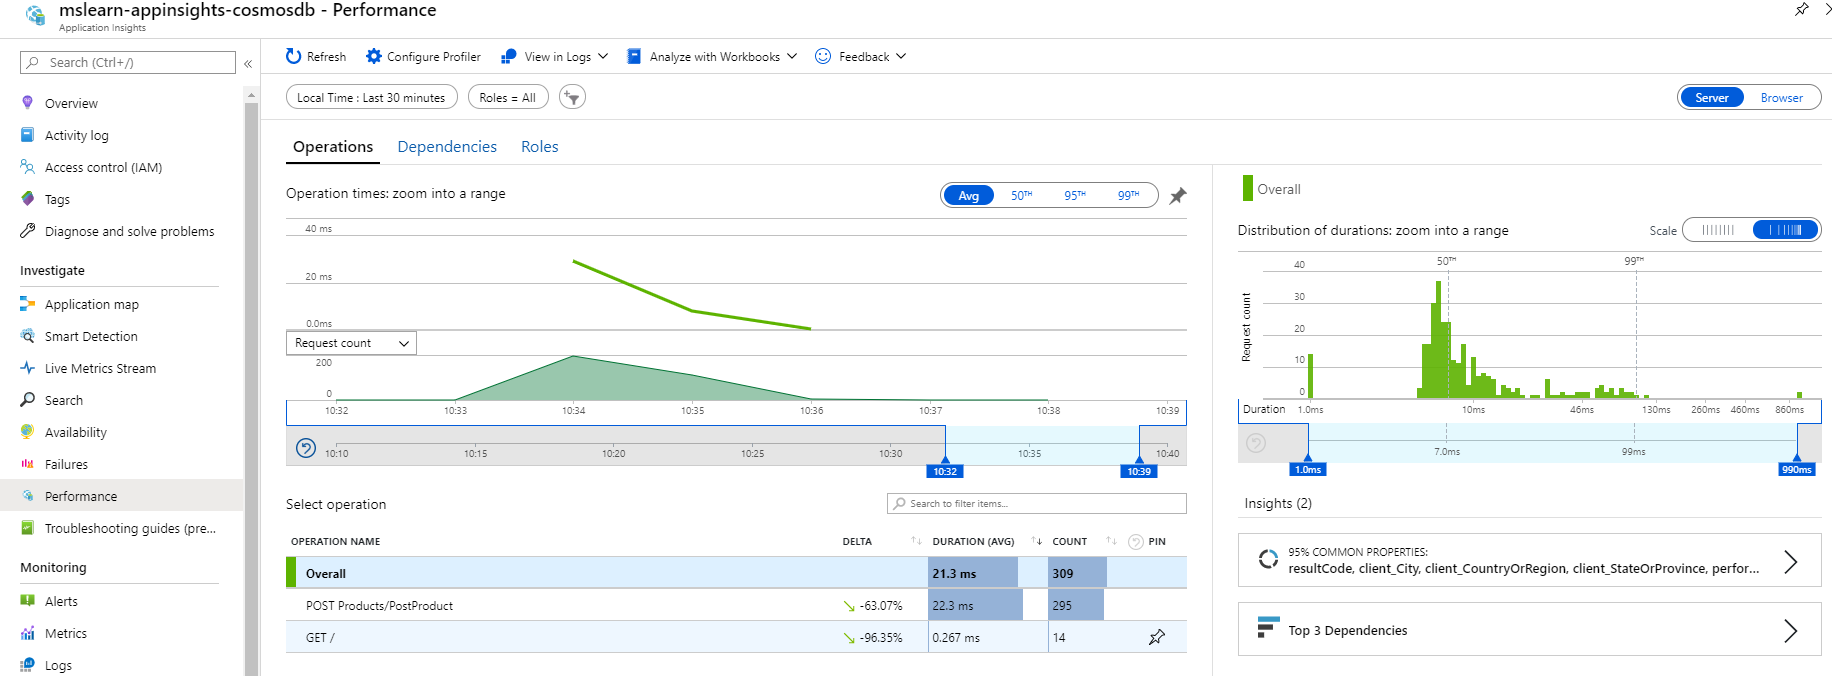 mslearn-appinsights-cosmosdb - Performance
Application Insights
Search (Ctrl+/)
«
Overview
Activity log
Access control (IAM)
Tags
Diagnose and solve problems
Investigate
Application map
Smart Detection
Live Metrics Stream
Search
Availability
Failures
Performance
Troubleshooting guides (pre...
Monitoring
Alerts
Metrics
Logs
Refresh
Configure Profiler
View in Logs
Analyze with Workbooks
Feedback
Local Time : Last 30 minutes
Roles = All
Server
Browser
Operations
Dependencies
Roles
Operation times: zoom into a range
Avg
50TH
95TH
99TH
40 ms
20 ms
0.0ms
Request count
200
0
10:32 10:33 10:34 10:35 10:36 10:37 10:38 10:39
10:10 10:15 10:20 10:25 10:30 10:35 10:40
10:32 10:39
Select operation
Search to filter items...
OPERATION NAME DELTA DURATION (AVG) COUNT PIN
Overall 21.3 ms 309
POST Products/PostProduct -63.07% 22.3 ms 295
GET / -96.35% 0.267 ms 14
Overall
Distribution of durations: zoom into a range
Scale
50TH 99TH
Request count
40
30
20
10
0
Duration 1.0ms 10ms 46ms 130ms 260ms 460ms 860ms
7.0ms 99ms
1.0ms 990ms
Insights (2)
95% COMMON PROPERTIES:
resultCode, client_City, client_CountryOrRegion, client_StateOrProvince, perfor...
Top 3 Dependencies